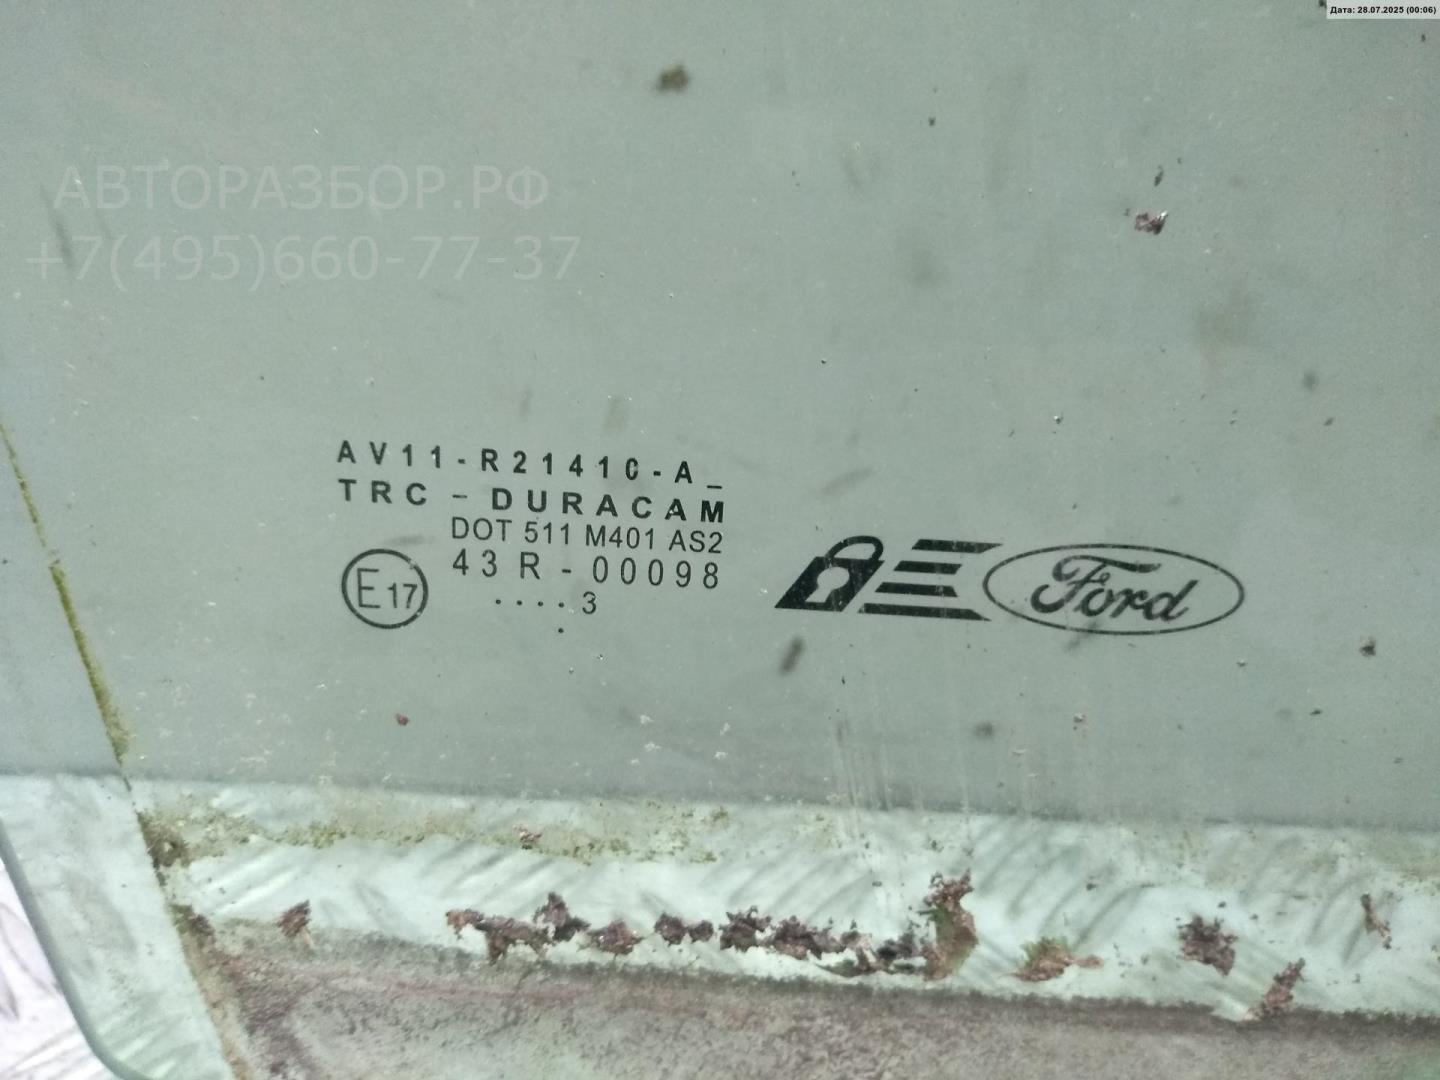 Дата: 28.07.2025 (00:06)
АВТОРАЗБОР.РФ
+7(495)660-77-37
AV11-R21410-A_
TRC - DURACAM
DOT 511 M401 AS2
43R-00098
E17
....3
.
Ford